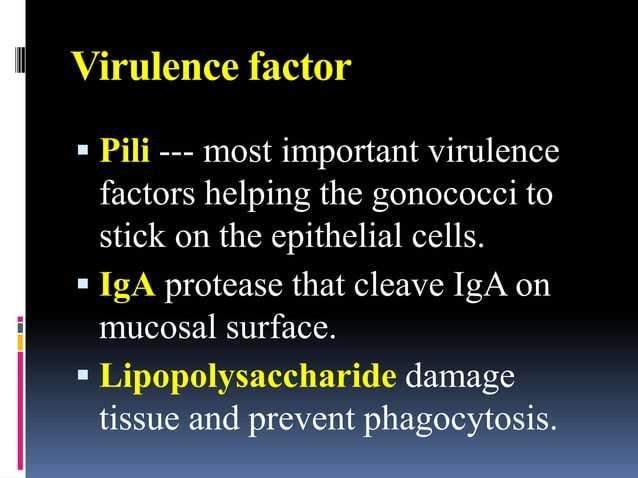 Virulence factor
▪ Pili --- most important virulence
factors helping the gonococci to
stick on the epithelial cells.
▪ IgA protease that cleave IgA on
mucosal surface.
▪ Lipopolysaccharide damage
tissue and prevent phagocytosis.